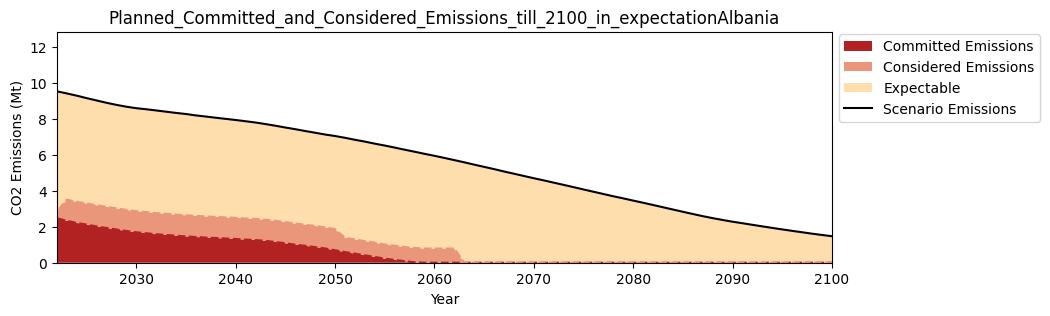 Planned_Committed_and_Considered_Emissions_till_2100_in_expectationAlbania
CO2 Emissions (Mt)
12
10
8
6
4
2
0
2030
2040
2050
2060
2070
2080
2090
2100
Year
Committed Emissions
Considered Emissions
Expectable
Scenario Emissions